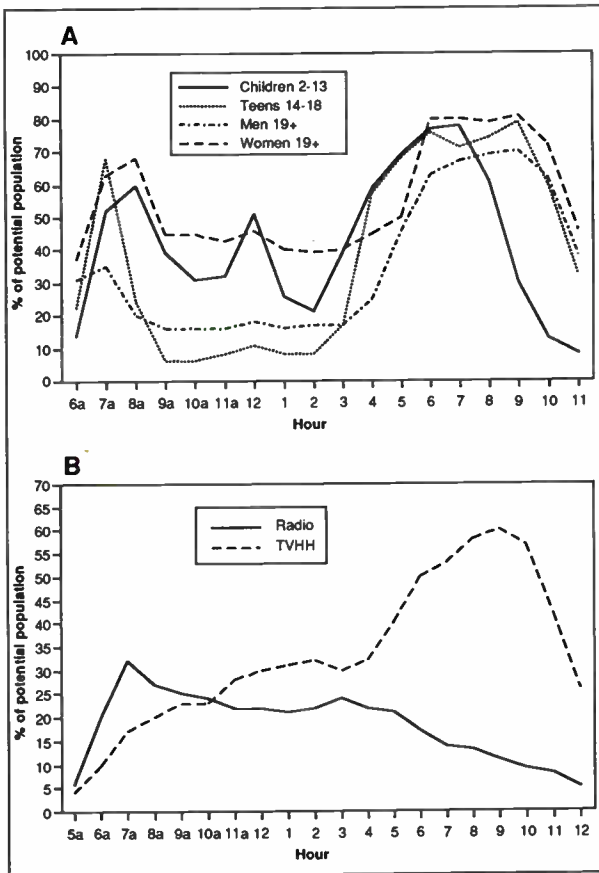 A
100
90
80
70
60
50
40
30
20
10
0
% of potential population
Children 2-13
Teens 14-18
Men 19+
Women 19+
6a 7a 8a 9a 10a 11a 12 1 2 3 4 5 6 7 8 9 10 11
Hour
B
70
65
60
55
50
45
40
35
30
25
20
15
10
5
0
% of potential population
Radio
TVHH
5a 6a 7a 8a 9a 10a 11a 12 1 2 3 4 5 6 7 8 9 10 11 12
Hour